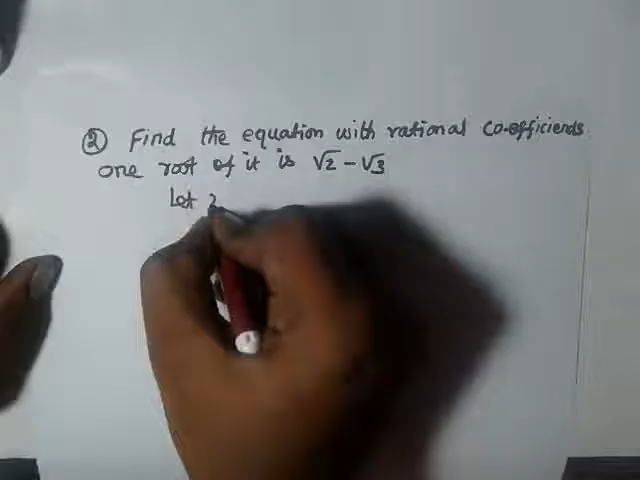 ② Find the equation with rational co-efficients
one root of it is √2 - √3
Let